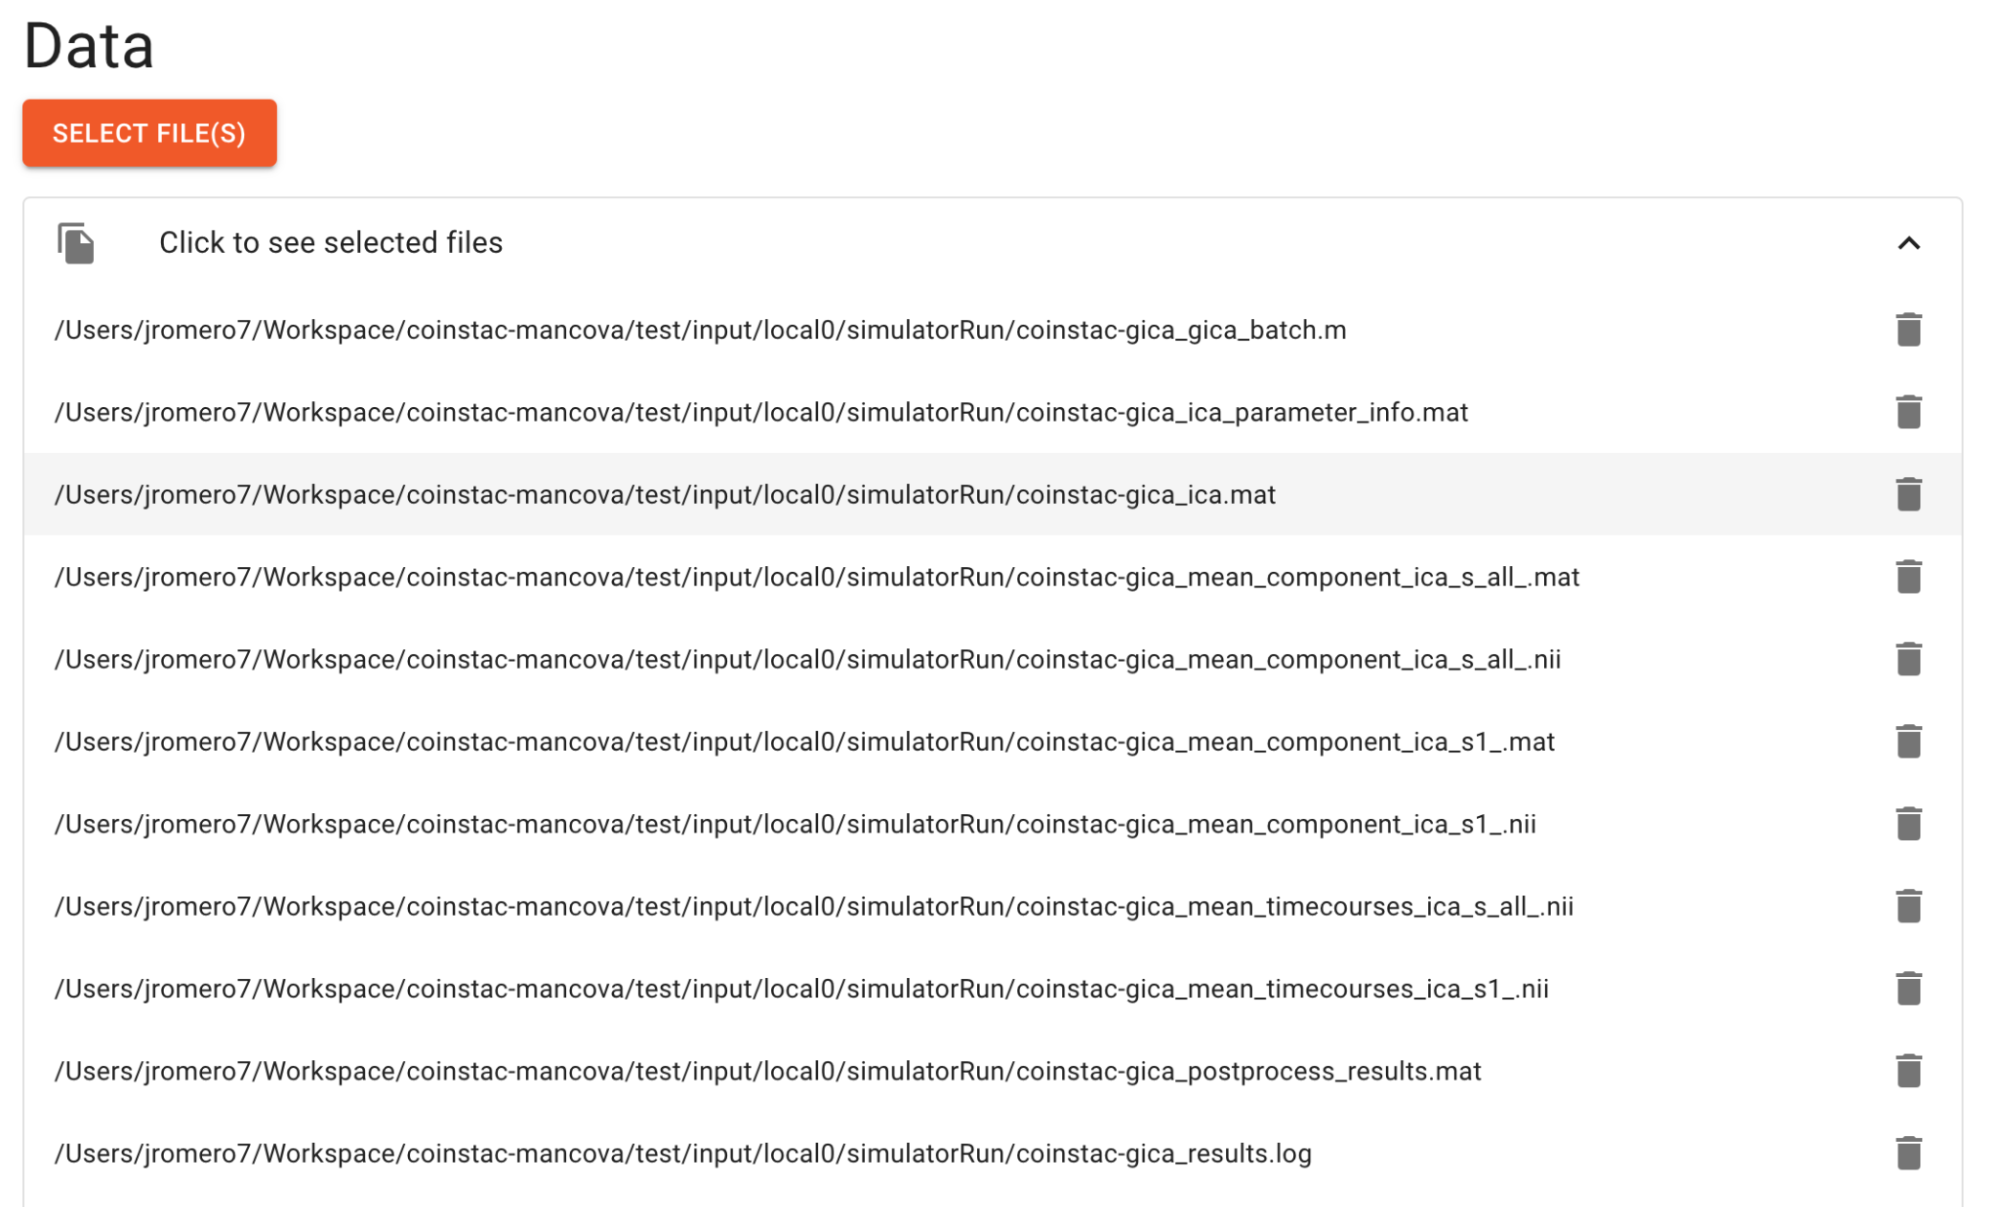 Data
SELECT FILE(S)
Click to see selected files
/Users/jromero7/Workspace/coinstac-mancova/test/input/local0/simulatorRun/coinstac-gica_gica_batch.m
/Users/jromero7/Workspace/coinstac-mancova/test/input/local0/simulatorRun/coinstac-gica_ica_parameter_info.mat
/Users/jromero7/Workspace/coinstac-mancova/test/input/local0/simulatorRun/coinstac-gica_ica.mat
/Users/jromero7/Workspace/coinstac-mancova/test/input/local0/simulatorRun/coinstac-gica_mean_component_ica_s_all_.mat
/Users/jromero7/Workspace/coinstac-mancova/test/input/local0/simulatorRun/coinstac-gica_mean_component_ica_s_all_.nii
/Users/jromero7/Workspace/coinstac-mancova/test/input/local0/simulatorRun/coinstac-gica_mean_component_ica_s1_.mat
/Users/jromero7/Workspace/coinstac-mancova/test/input/local0/simulatorRun/coinstac-gica_mean_component_ica_s1_.nii
/Users/jromero7/Workspace/coinstac-mancova/test/input/local0/simulatorRun/coinstac-gica_mean_timecourses_ica_s_all_.nii
/Users/jromero7/Workspace/coinstac-mancova/test/input/local0/simulatorRun/coinstac-gica_mean_timecourses_ica_s1_.nii
/Users/jromero7/Workspace/coinstac-mancova/test/input/local0/simulatorRun/coinstac-gica_postprocess_results.mat
/Users/jromero7/Workspace/coinstac-mancova/test/input/local0/simulatorRun/coinstac-gica_results.log